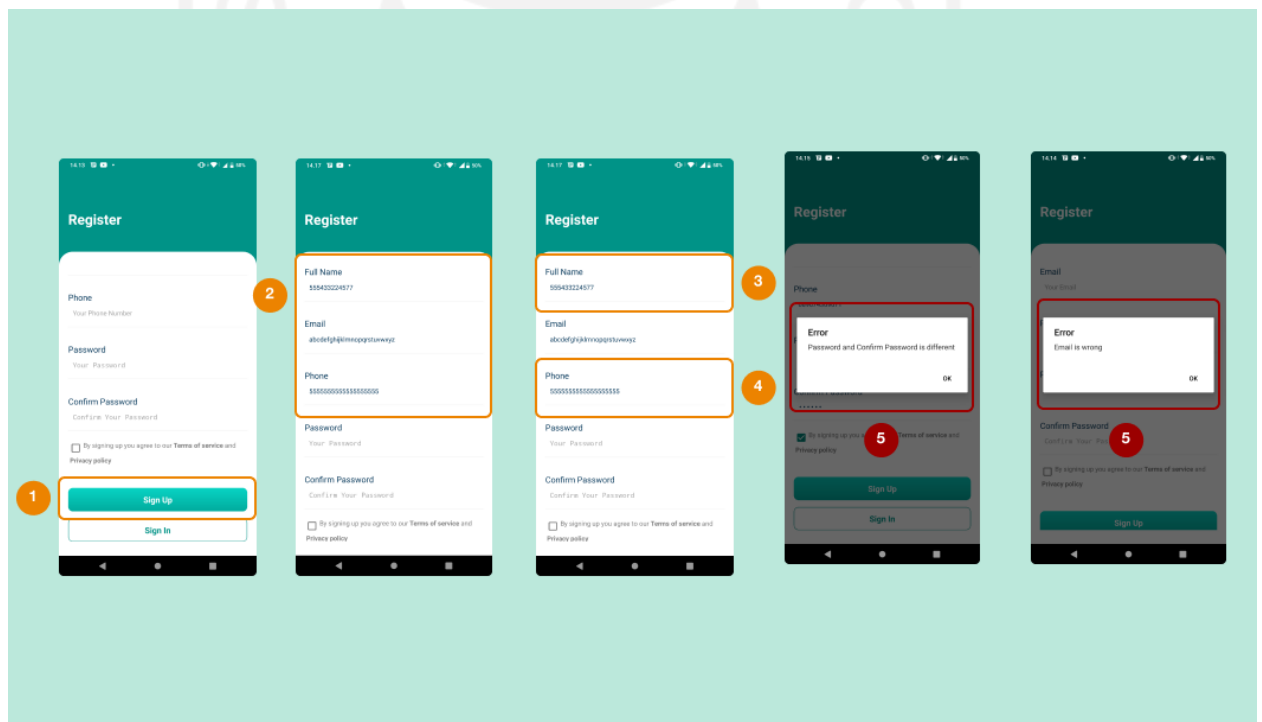 14.13
Register
Phone
Your Phone Number
Password
Your Password
Confirm Password
Confirm Your Password
By signing up you agree to our Terms of service and
Privacy policy
1
Sign Up
Sign In
14.17
Register
2
Full Name
555433224577
Email
abcdefghijklmnopqrstuvwxyz
Phone
Password
Your Password
Confirm Password
Confirm Your Password
By signing up you agree to our Terms of service and
Privacy policy
14.17
Register
3
Full Name
555433224577
Email
abcdefghijklmnopqrstuvwxyz
4
Phone
Password
Your Password
Confirm Password
Confirm Your Password
By signing up you agree to our Terms of service and
Privacy policy
14.15
Register
Phone
Error
Password and Confirm Password is different
OK
5
By signing up you Terms of service and
Privacy policy
Sign Up
Sign In
14.14
Register
Email
Your Email
Error
Email is wrong
OK
Confirm Password
Confirm Your
5
By signing up you agree to our Terms of service and
Privacy policy
Sign Up